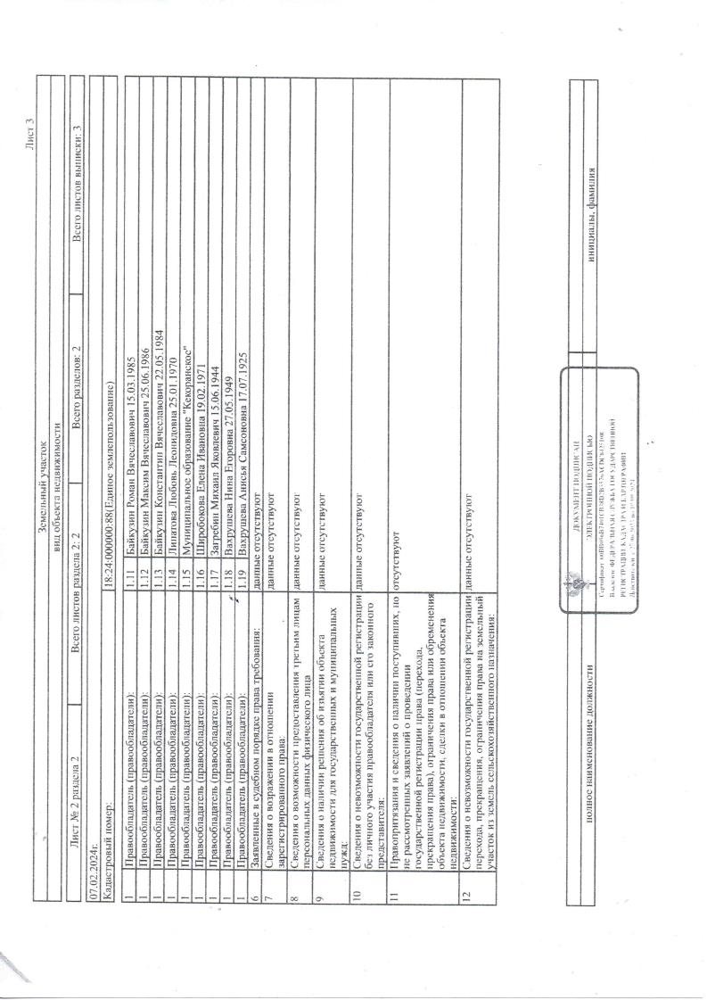 Лист 3
Земельный участок
вид объекта недвижимости
Лист № 2 раздела 2 Всего листов раздела 2: 2 Всего разделов: 2 Всего листов выписки: 3
07.02.2024г.
Кадастровый номер: 18:24:000000:88(Единое землепользование)
1 Правообладатель (правообладатели): 1.11 Байкузин Роман Вячеславович 15.03.1985
1 Правообладатель (правообладатели): 1.12 Байкузин Максим Вячеславович 25.06.1986
1 Правообладатель (правообладатели): 1.13 Байкузин Константин Вячеславович 22.05.1984
1 Правообладатель (правообладатели): 1.14 Липатова Любовь Леонидовна 25.01.1970
1 Правообладатель (правообладатели): 1.15 Муниципальное образование "Кекоранское"
1 Правообладатель (правообладатели): 1.16 Широбокова Елена Ивановна 19.02.1971
1 Правообладатель (правообладатели): 1.17 Загребин Михаил Яковлевич 15.06.1944
1 Правообладатель (правообладатели): 1.18 Вахрушева Нина Егоровна 27.05.1949
1 Правообладатель (правообладатели): 1.19 Вахрушева Анисья Самсоновна 17.07.1925
6 Заявленные в судебном порядке права требования: данные отсутствуют
7 Сведения о возражении в отношении данные отсутствуют
зарегистрированного права:
8 Сведения о возможности предоставления третьим лицам данные отсутствуют
персональных данных физического лица
9 Сведения о наличии решения об изъятии объекта данные отсутствуют
недвижимости для государственных и муниципальных
нужд:
10 Сведения о невозможности государственной регистрации данные отсутствуют
без личного участия правообладателя или его законного
представителя:
11 Правопритязания и сведения о наличии поступивших, но отсутствуют
не рассмотренных заявлений о проведении
государственной регистрации права (перехода,
прекращения права), ограничения права или обременения
объекта недвижимости, сделки в отношении объекта
недвижимости:
12 Сведения о невозможности государственной регистрации данные отсутствуют
перехода, прекращения, ограничения права на земельный
участок из земель сельскохозяйственного назначения:
полное наименование должности инициалы, фамилия
ДОКУМЕНТ ПОДПИСАН
ЭЛЕКТРОННОЙ ПОДПИСЬЮ
Сертификат
Владелец: ФЕДЕРАЛЬНАЯ СЛУЖБА ГОСУДАРСТВЕННОЙ
РЕГИСТРАЦИИ, КАДАСТРА И КАРТОГРАФИИ
Действителен